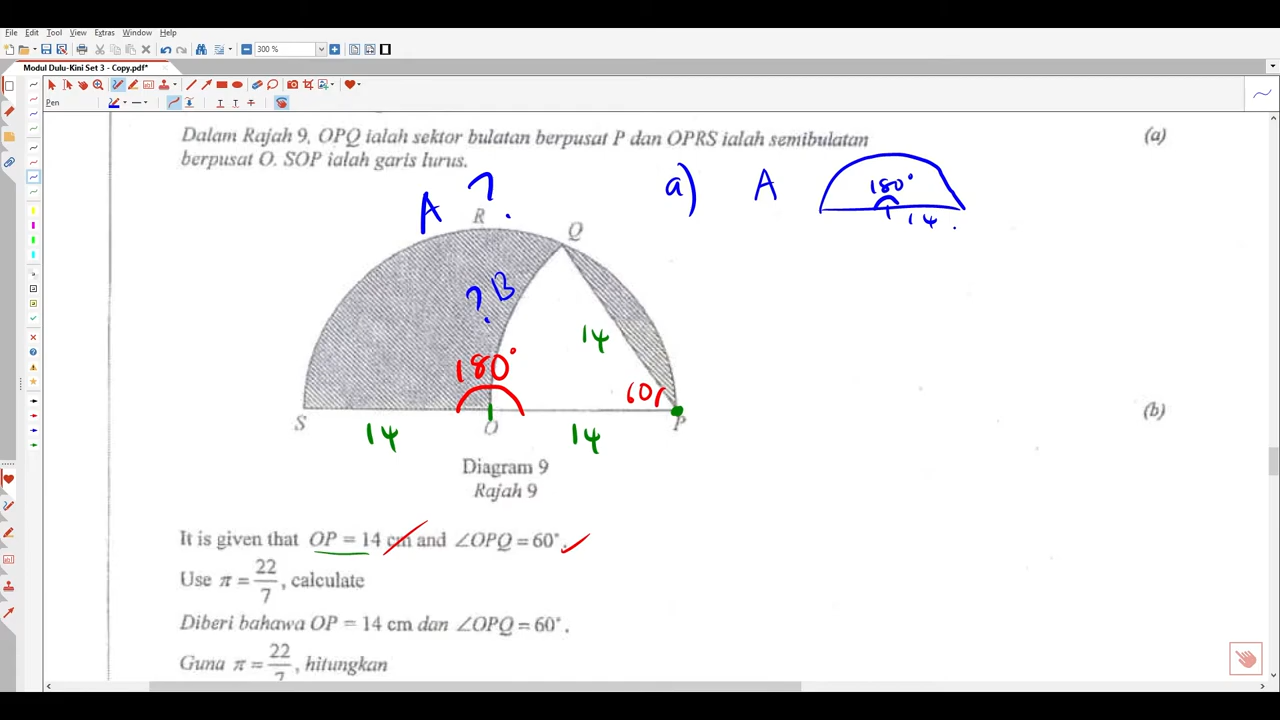 File Edit Tool View Extras Window Help
300 %
Modul Dulu-Kini Set 3 - Copy.pdf*
Pen
Dalam Rajah 9, OPQ ialah sektor bulatan berpusat P dan OPRS ialah semibulatan
berpusat O. SOP ialah garis lurus.
(a)
a) A 180° 14
A ?
R Q
? B
14
180°
60
S O P
14 14
(b)
Diagram 9
Rajah 9
It is given that OP = 14 cm and ∠OPQ = 60°.
Use π = 22/7, calculate
Diberi bahawa OP = 14 cm dan ∠OPQ = 60°.
Guna π = 22/7, hitungkan